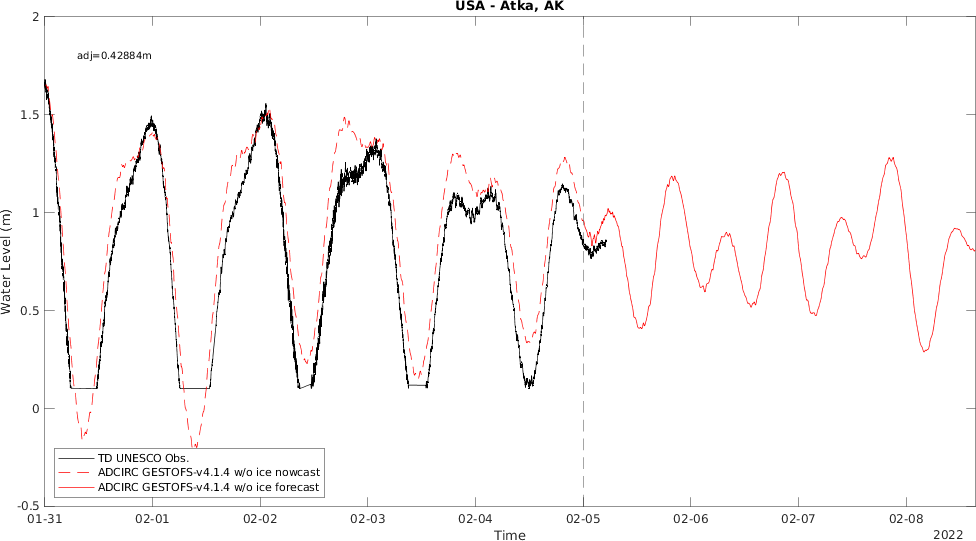 USA - Atka, AK
2
adj=0.42884m
1.5
1
Water Level (m)
0.5
0
TD UNESCO Obs.
ADCIRC GESTOFS-v4.1.4 w/o ice nowcast
ADCIRC GESTOFS-v4.1.4 w/o ice forecast
-0.5
01-31 02-01 02-02 02-03 02-04 02-05 02-06 02-07 02-08
Time
2022